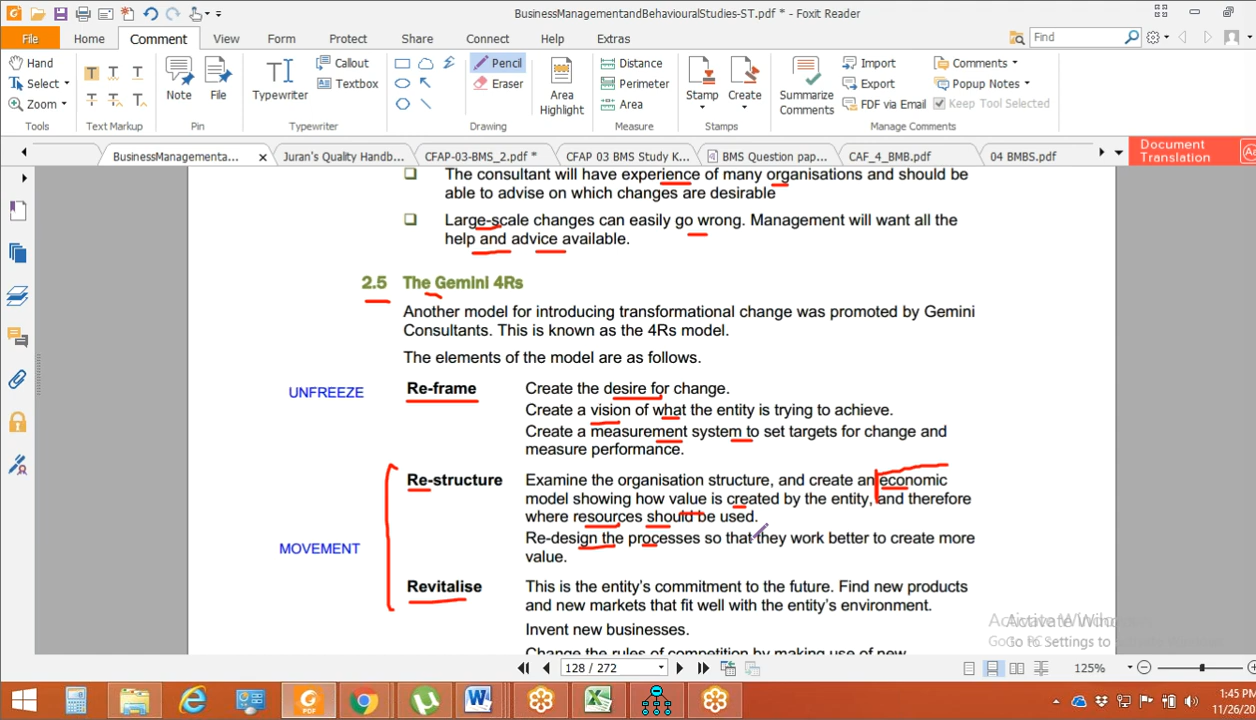 BusinessManagementandBehaviouralStudies-ST.pdf * - Foxit Reader
File Home Comment View Form Protect Share Connect Help Extras Find
Hand Callout Pencil Distance Import Comments
Select Note File Typewriter Textbox Eraser Area Highlight Perimeter Stamp Create Summarize Comments Export Popup Notes
Zoom Area FDF via Email Keep Tool Selected
Tools Text Markup Pin Typewriter Drawing Measure Stamps Manage Comments
BusinessManagementa... Juran's Quality Handb... CFAP-03-BMS_2.pdf * CFAP 03 BMS Study K... BMS Question pap... CAF_4_BMB.pdf 04 BMBS.pdf Document Translation
The consultant will have experience of many organisations and should be
able to advise on which changes are desirable
Large-scale changes can easily go wrong. Management will want all the
help and advice available.
2.5 The Gemini 4Rs
Another model for introducing transformational change was promoted by Gemini
Consultants. This is known as the 4Rs model.
The elements of the model are as follows.
UNFREEZE Re-frame Create the desire for change.
Create a vision of what the entity is trying to achieve.
Create a measurement system to set targets for change and
measure performance.
Re-structure Examine the organisation structure, and create an economic
model showing how value is created by the entity, and therefore
where resources should be used.
Re-design the processes so that they work better to create more
MOVEMENT value.
Revitalise This is the entity's commitment to the future. Find new products
and new markets that fit well with the entity's environment.
Invent new businesses.
Change the rules of competition by making use of new
Activate Windows
Go to Settings to
128 / 272 125%
1:45 PM
11/26/20